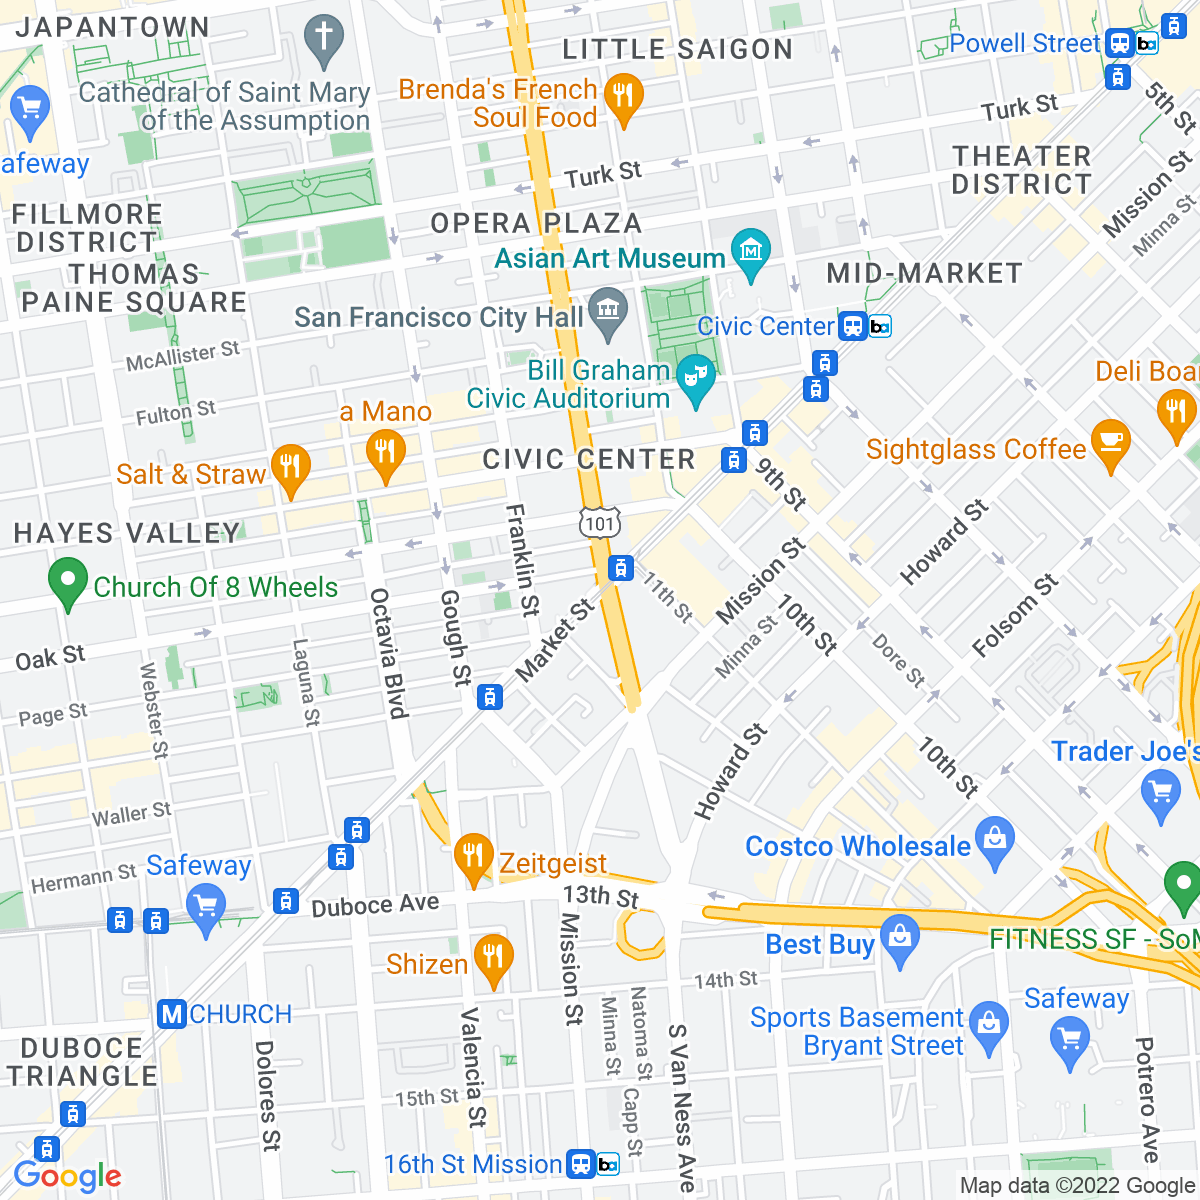 JAPANTOWN
LITTLE SAIGON
Powell Street
Cathedral of Saint Mary
of the Assumption
Brenda's French
Soul Food
Turk St
5th St
afeway
Turk St
THEATER
DISTRICT
Mission St
Minna St
FILLMORE
DISTRICT
OPERA PLAZA
Asian Art Museum
THOMAS
PAINE SQUARE
MID-MARKET
San Francisco City Hall
Civic Center
McAllister St
Bill Graham
Civic Auditorium
Deli Boar
Fulton St
a Mano
Salt & Straw
CIVIC CENTER
Sightglass Coffee
9th St
HAYES VALLEY
Franklin St
101
Howard St
Church Of 8 Wheels
Octavia Blvd
Gough St
Market St
11th St
Mission St
Minna St
10th St
Dore St
Folsom St
Oak St
Webster St
Laguna St
Page St
Howard St
10th St
Trader Joe's
Waller St
Costco Wholesale
Safeway
Zeitgeist
Hermann St
Duboce Ave
13th St
Mission St
Best Buy
FITNESS SF - SoM
Shizen
14th St
M CHURCH
Valencia St
Minna St
Natoma St
S Van Ness Ave
Sports Basement
Bryant Street
Safeway
DUBOCE
TRIANGLE
Dolores St
15th St
Capp St
Potrero Ave
16th St Mission
Google
Map data ©2022 Google